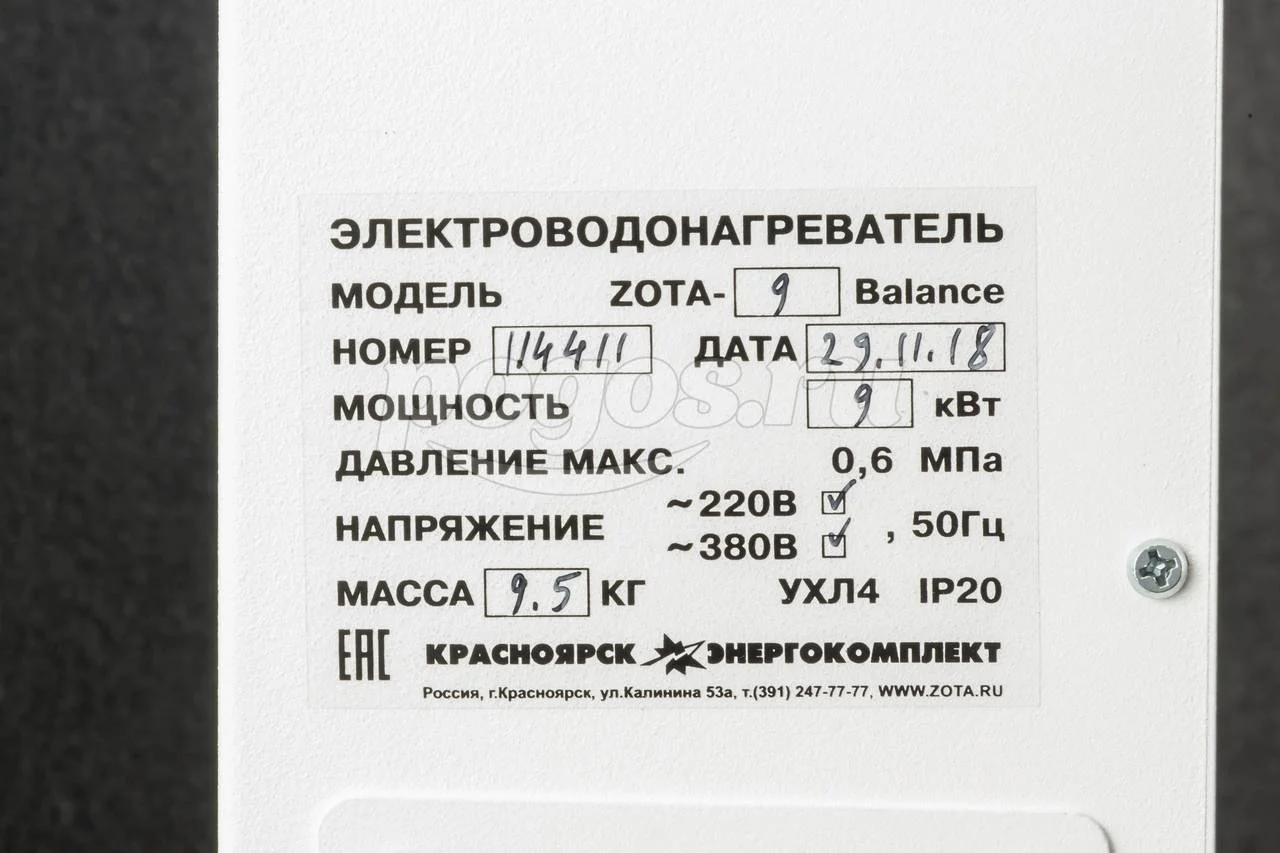 ЭЛЕКТРОВОДОНАГРЕВАТЕЛЬ
МОДЕЛЬ ZOTA- 9 Balance
НОМЕР 114411 ДАТА 29.11.18
МОЩНОСТЬ 9 кВт
ДАВЛЕНИЕ МАКС. 0,6 МПа
НАПРЯЖЕНИЕ ~220В ☑ ~380В ☑ , 50Гц
МАССА 9.5 КГ УХЛ4 IP20
EAC КРАСНОЯРСК ЭНЕРГОКОМПЛЕКТ
Россия, г.Красноярск, ул.Калинина 53а, т.(391) 247-77-77, WWW.ZOTA.RU
pogos.ru